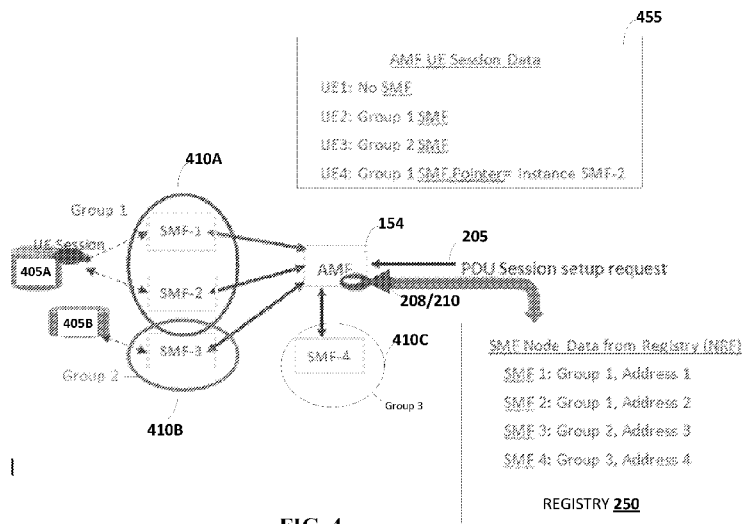 455
AMF UE Session Data
UE1: No SMF
UE2: Group 1 SMF
UE3: Group 2 SMF
UE4: Group 1 SMF,Pointer= Instance SMF-2
410A
Group 1
SMF-1
154
UE Session
405A
AMF
205
PDU Session setup request
SMF-2
208/210
405B
410C
SMF-3
SMF-4
Group 2
Group 3
410B
SMF Node Data from Registry (NRF)
SMF 1: Group 1, Address 1
SMF 2: Group 1, Address 2
SMF 3: Group 2, Address 3
SMF 4: Group 3, Address 4
REGISTRY 250
FIG. 4